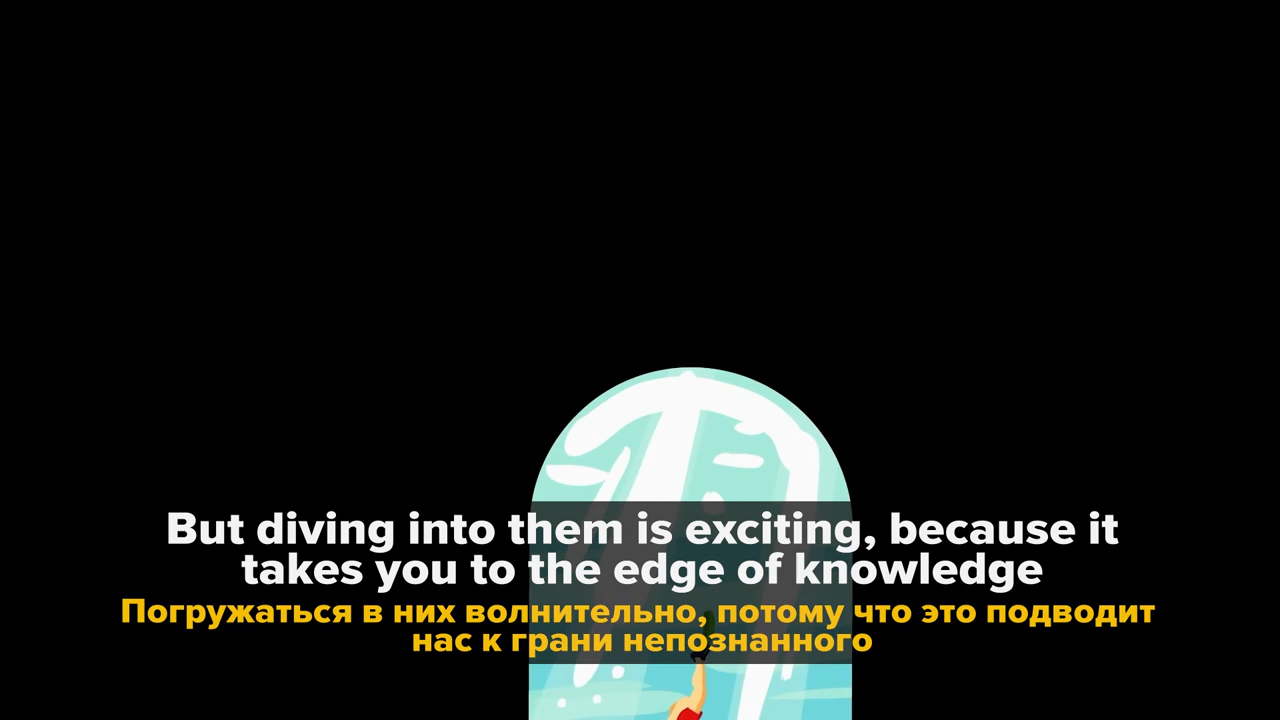 But diving into them is exciting, because it
takes you to the edge of knowledge
Погружаться в них волнительно, потому что это подводит
нас к грани непознанного